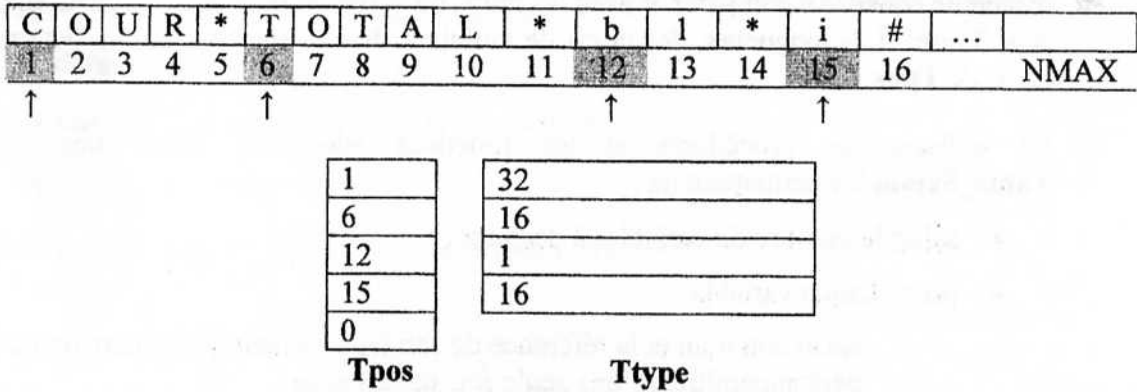 C O U R * T O T A L * b 1 * i # ...
1 2 3 4 5 6 7 8 9 10 11 12 13 14 15 16 NMAX
↑ ↑ ↑ ↑
1 32
6 16
12 1
15 16
0
Tpos Ttype